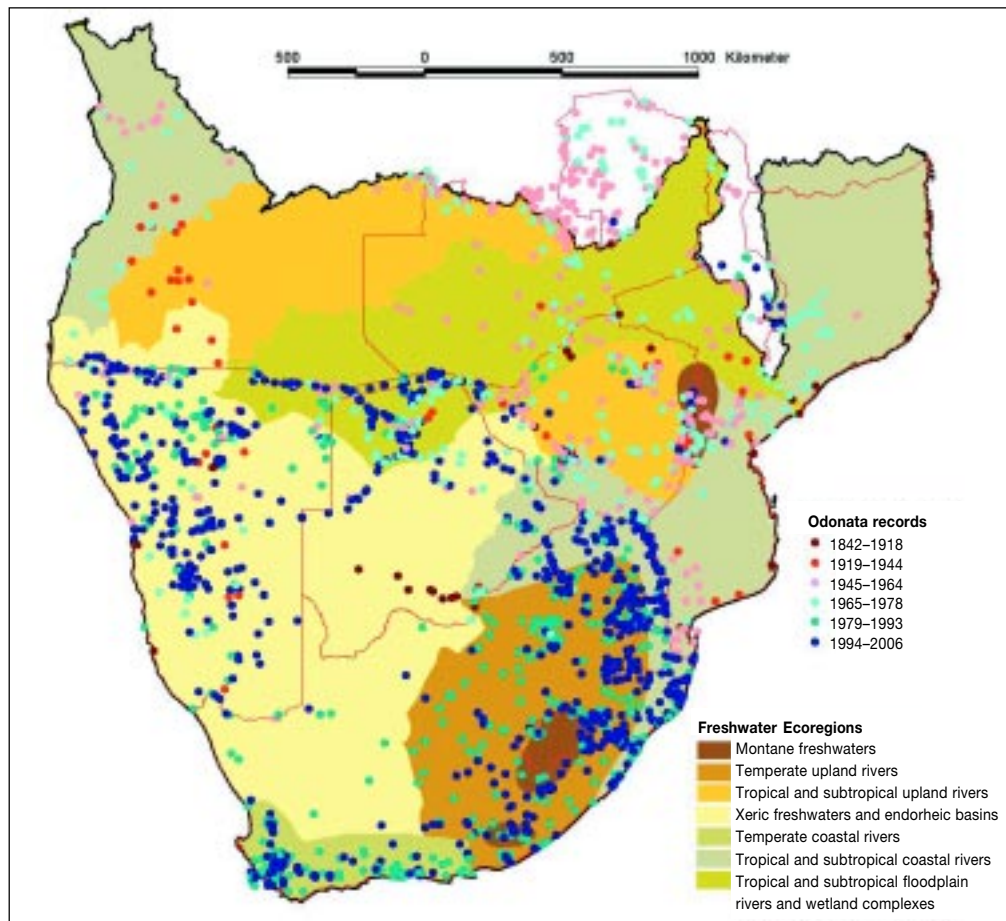 500 0 500 1000 Kilometer
Odonata records
1842–1918
1919–1944
1945–1964
1965–1978
1979–1993
1994–2006
Freshwater Ecoregions
Montane freshwaters
Temperate upland rivers
Tropical and subtropical upland rivers
Xeric freshwaters and endorheic basins
Temperate coastal rivers
Tropical and subtropical coastal rivers
Tropical and subtropical floodplain
rivers and wetland complexes